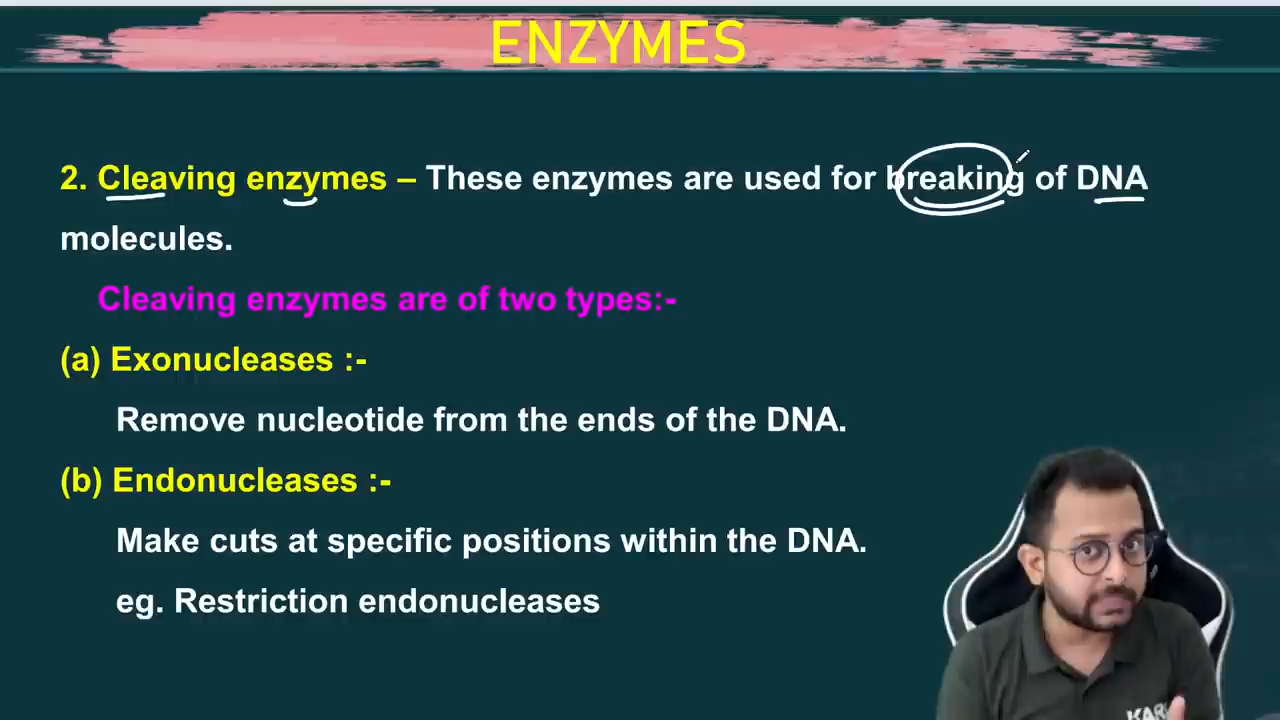 ENZYMES
2. Cleaving enzymes – These enzymes are used for breaking of DNA
molecules.
Cleaving enzymes are of two types:-
(a) Exonucleases :-
Remove nucleotide from the ends of the DNA.
(b) Endonucleases :-
Make cuts at specific positions within the DNA.
eg. Restriction endonucleases